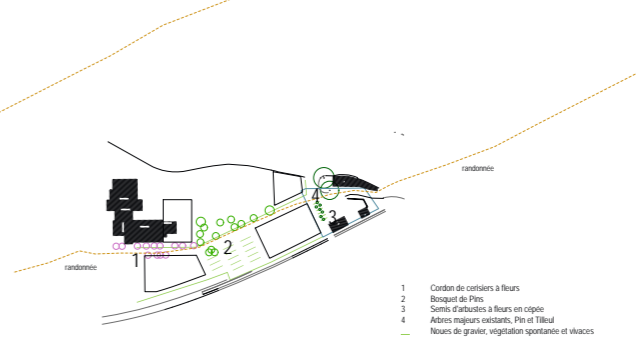 randonnée
4
3
2
1
randonnée
1 Cordon de cerisiers à fleurs
2 Bosquet de Pins
3 Semis d'arbustes à fleurs en cépée
4 Arbres majeurs existants, Pin et Tilleul
Noues de gravier, végétation spontanée et vivaces